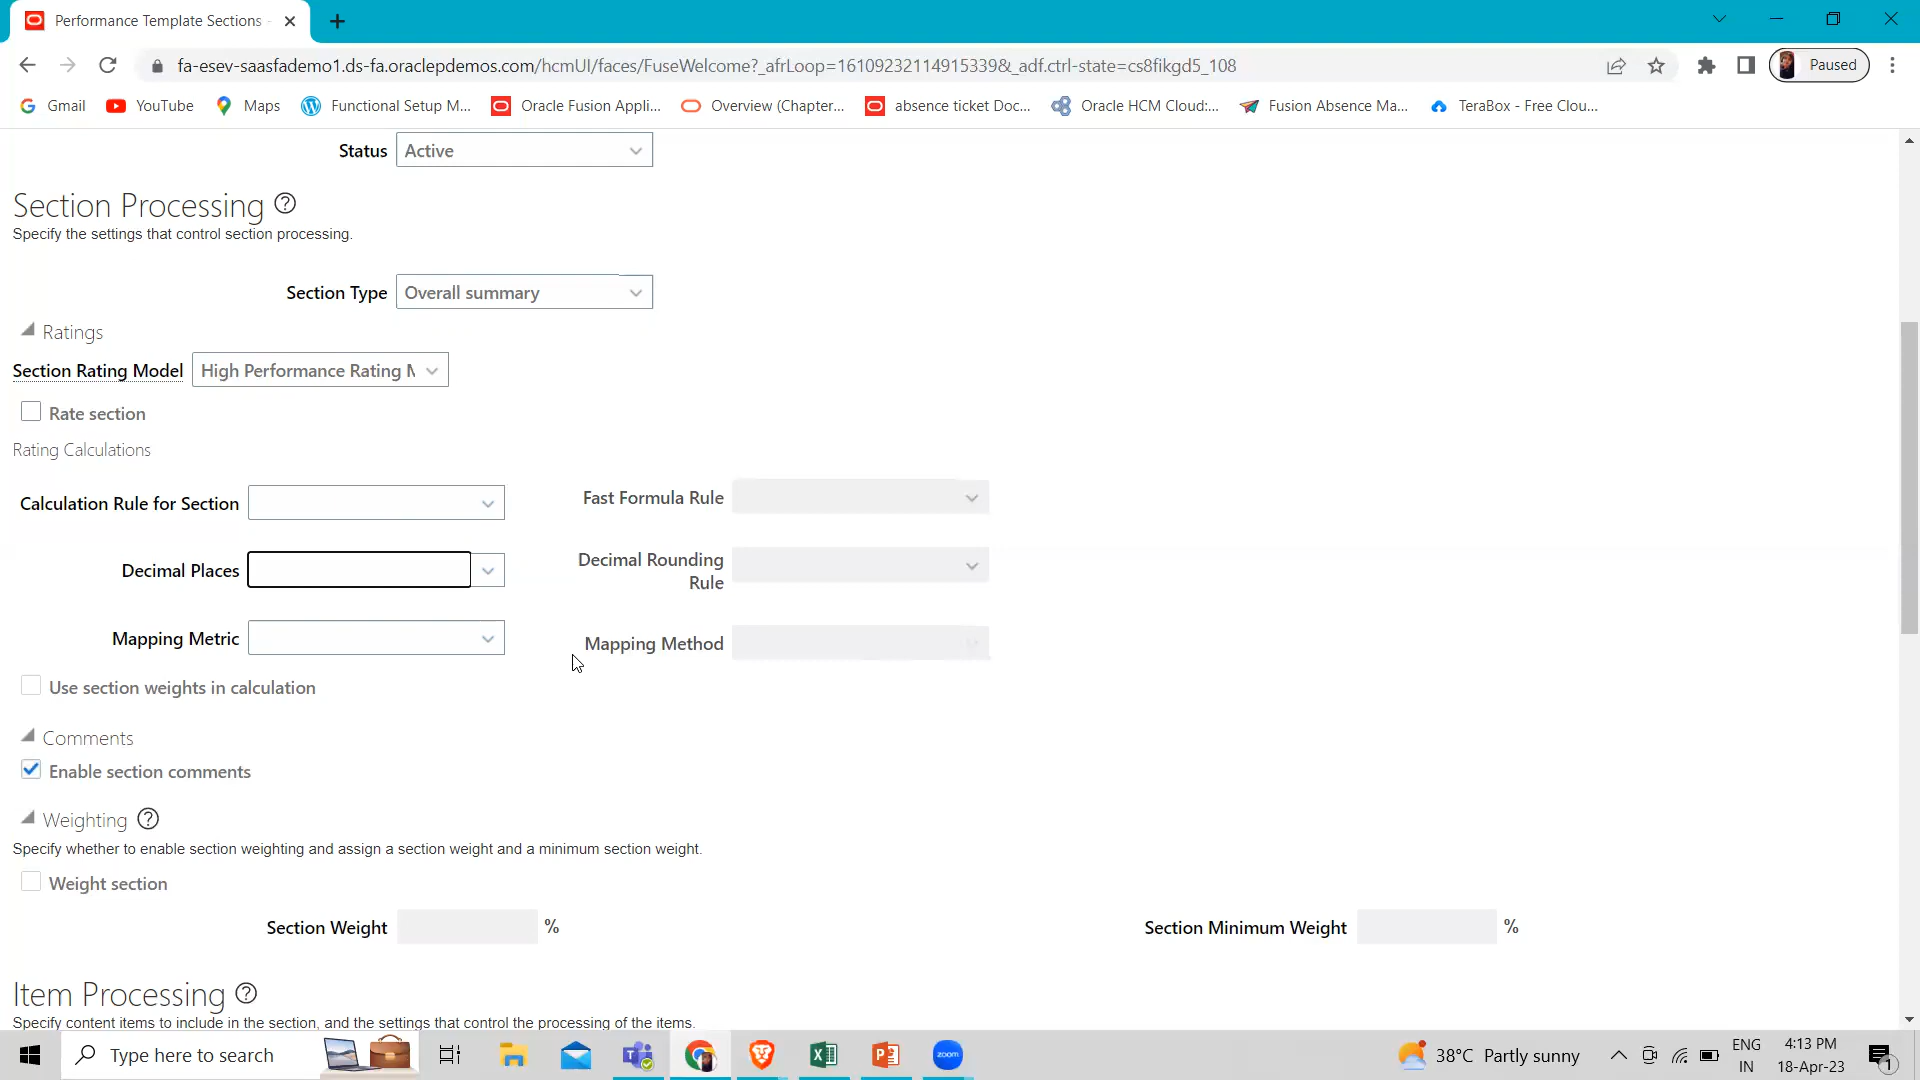 Performance Template Sections -
fa-esev-saasfademo1.ds-fa.oraclepdemos.com/hcmUI/faces/FuseWelcome?_afrLoop=16109232114915339&_adf.ctrl-state=cs8fikgd5_108
Paused
Gmail YouTube Maps Functional Setup M... Oracle Fusion Appli... Overview (Chapter... absence ticket Doc... Oracle HCM Cloud:... Fusion Absence Ma... TeraBox - Free Clou...
Status Active
Section Processing ?
Specify the settings that control section processing.
Section Type Overall summary
Ratings
Section Rating Model High Performance Rating M
Rate section
Rating Calculations
Calculation Rule for Section Fast Formula Rule
Decimal Places Decimal Rounding
Rule
Mapping Metric Mapping Method
Use section weights in calculation
Comments
Enable section comments
Weighting ?
Specify whether to enable section weighting and assign a section weight and a minimum section weight.
Weight section
Section Weight % Section Minimum Weight %
Item Processing ?
Specify content items to include in the section, and the settings that control the processing of the items.
Type here to search
zoom
38°C Partly sunny
ENG
IN
4:13 PM
18-Apr-23
1